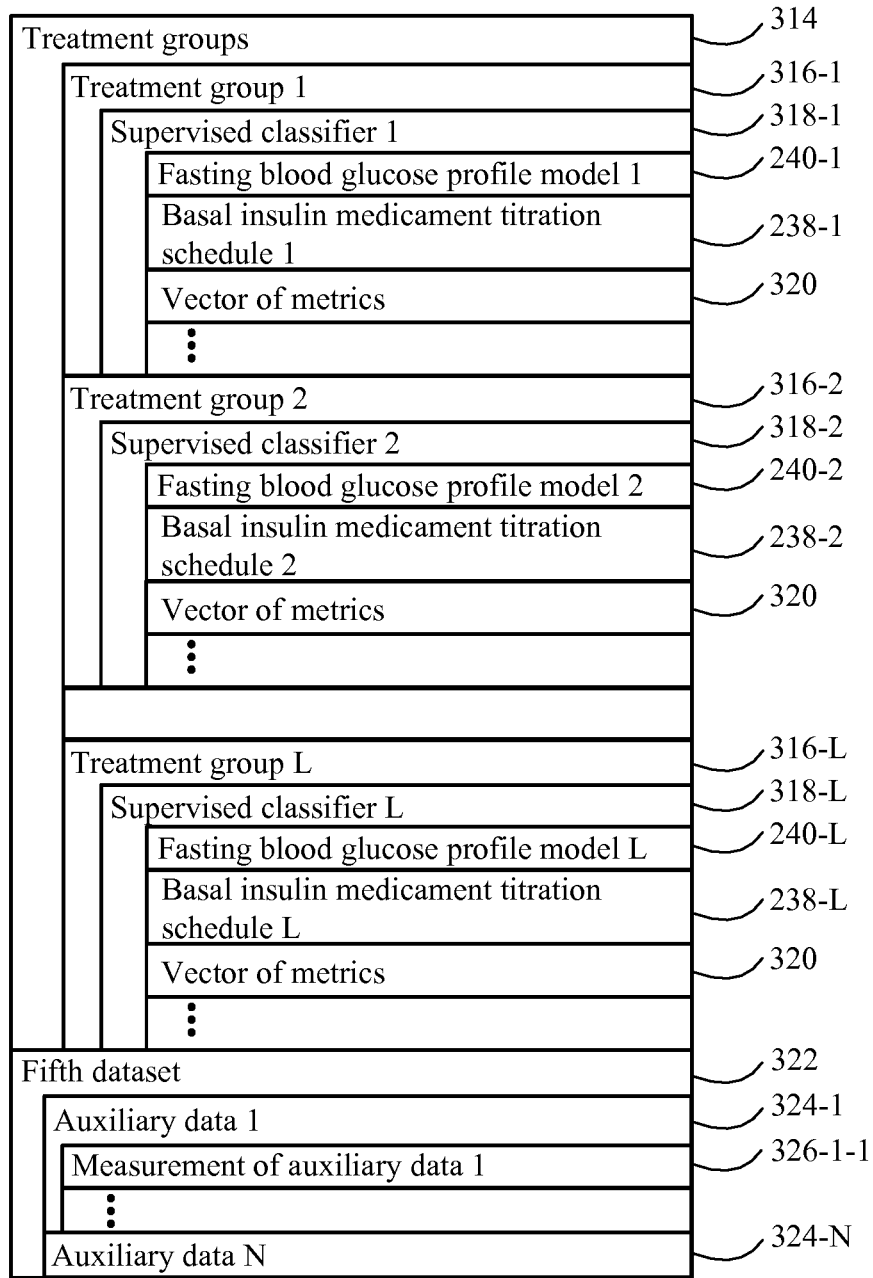 Treatment groups 314
Treatment group 1 316-1
Supervised classifier 1 318-1
Fasting blood glucose profile model 1 240-1
Basal insulin medicament titration
schedule 1 238-1
Vector of metrics 320
Treatment group 2 316-2
Supervised classifier 2 318-2
Fasting blood glucose profile model 2 240-2
Basal insulin medicament titration
schedule 2 238-2
Vector of metrics 320
Treatment group L 316-L
Supervised classifier L 318-L
Fasting blood glucose profile model L 240-L
Basal insulin medicament titration
schedule L 238-L
Vector of metrics 320
Fifth dataset 322
Auxiliary data 1 324-1
Measurement of auxiliary data 1 326-1-1
Auxiliary data N 324-N